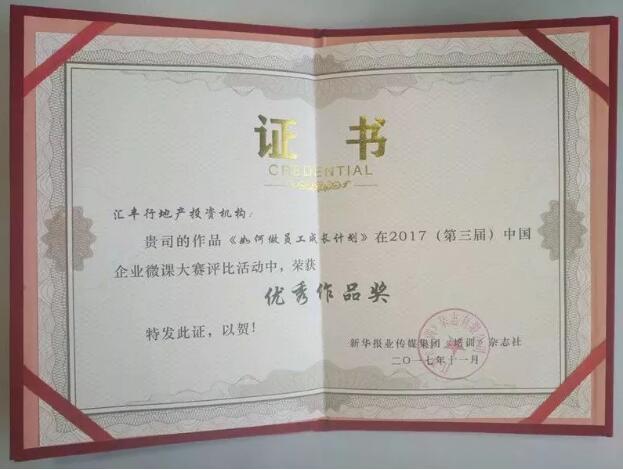 证 书
CREDENTIAL
汇丰行地产投资机构:
贵司的作品《如何做员工成长计划》在2017(第三届)中国
企业微课大赛评比活动中,荣获
优秀作品奖
特发此证,以贺!
新华报业传媒集团《培训》杂志社
二〇一七年十一月